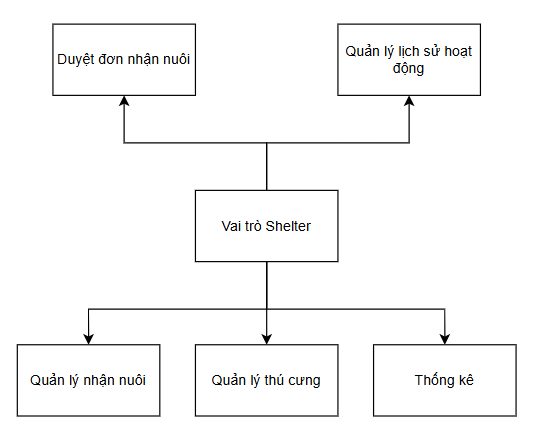 Duyệt đơn nhận nuôi
Quản lý lịch sử hoạt
động
Vai trò Shelter
Quản lý nhận nuôi
Quản lý thú cưng
Thống kê